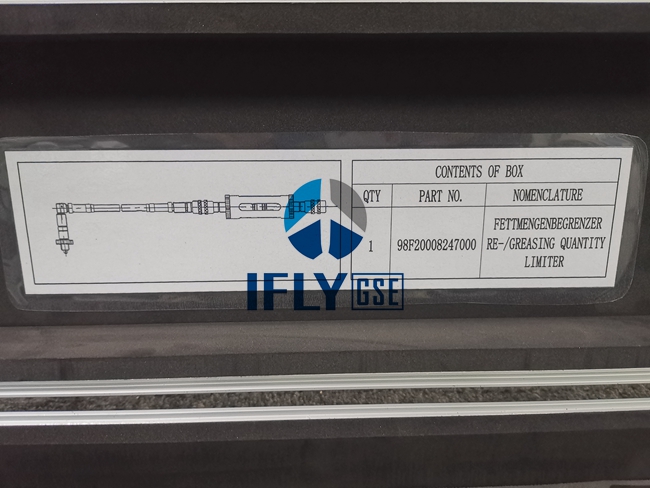 CONTENTS OF BOX
QTY PART NO. NOMENCLATURE
1 98F20008247000 FETTMENGENBEGRENZER
RE-/GREASING QUANTITY
LIMITER
IFLY GSE